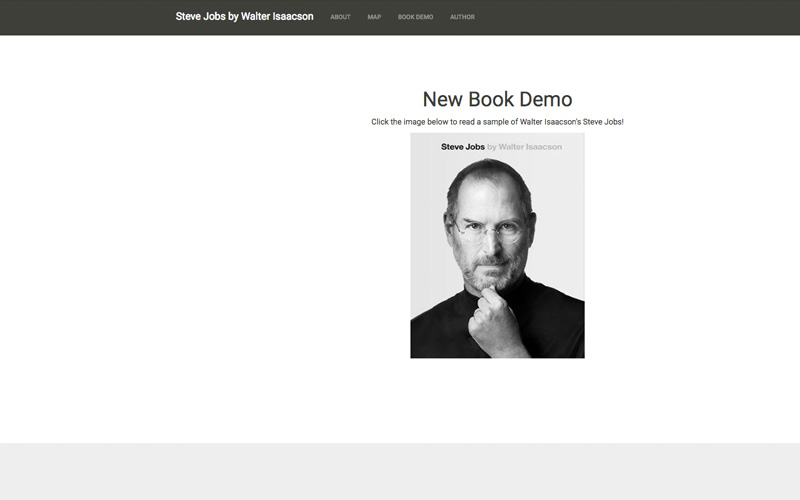 Steve Jobs by Walter Isaacson ABOUT MAP BOOK DEMO AUTHOR
New Book Demo
Click the image below to read a sample of Walter Isaacson's Steve Jobs!
Steve Jobs by Walter Isaacson